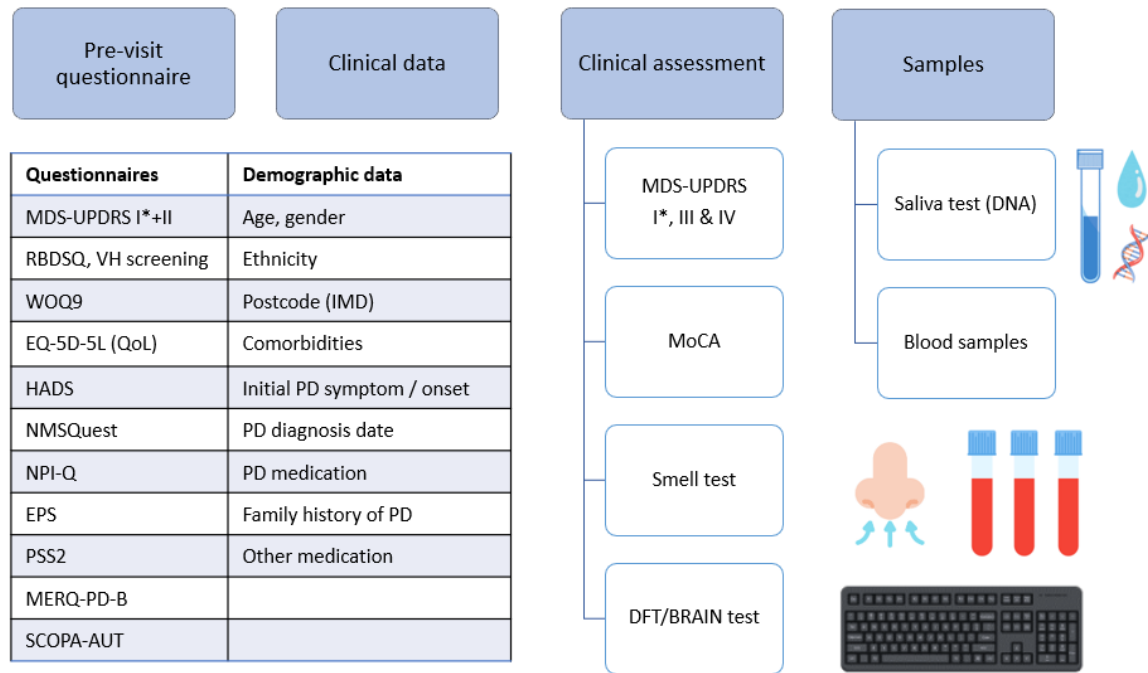 Pre-visit
questionnaire
Clinical data
Clinical assessment
Samples
Questionnaires
Demographic data
MDS-UPDRS I*+II
Age, gender
RBDSQ, VH screening
Ethnicity
WOQ9
Postcode (IMD)
EQ-5D-5L (QoL)
Comorbidities
HADS
Initial PD symptom / onset
NMSQuest
PD diagnosis date
NPI-Q
PD medication
EPS
Family history of PD
PSS2
Other medication
MERQ-PD-B
SCOPA-AUT
MDS-UPDRS
I*, III & IV
MoCA
Smell test
DFT/BRAIN test
Saliva test (DNA)
Blood samples